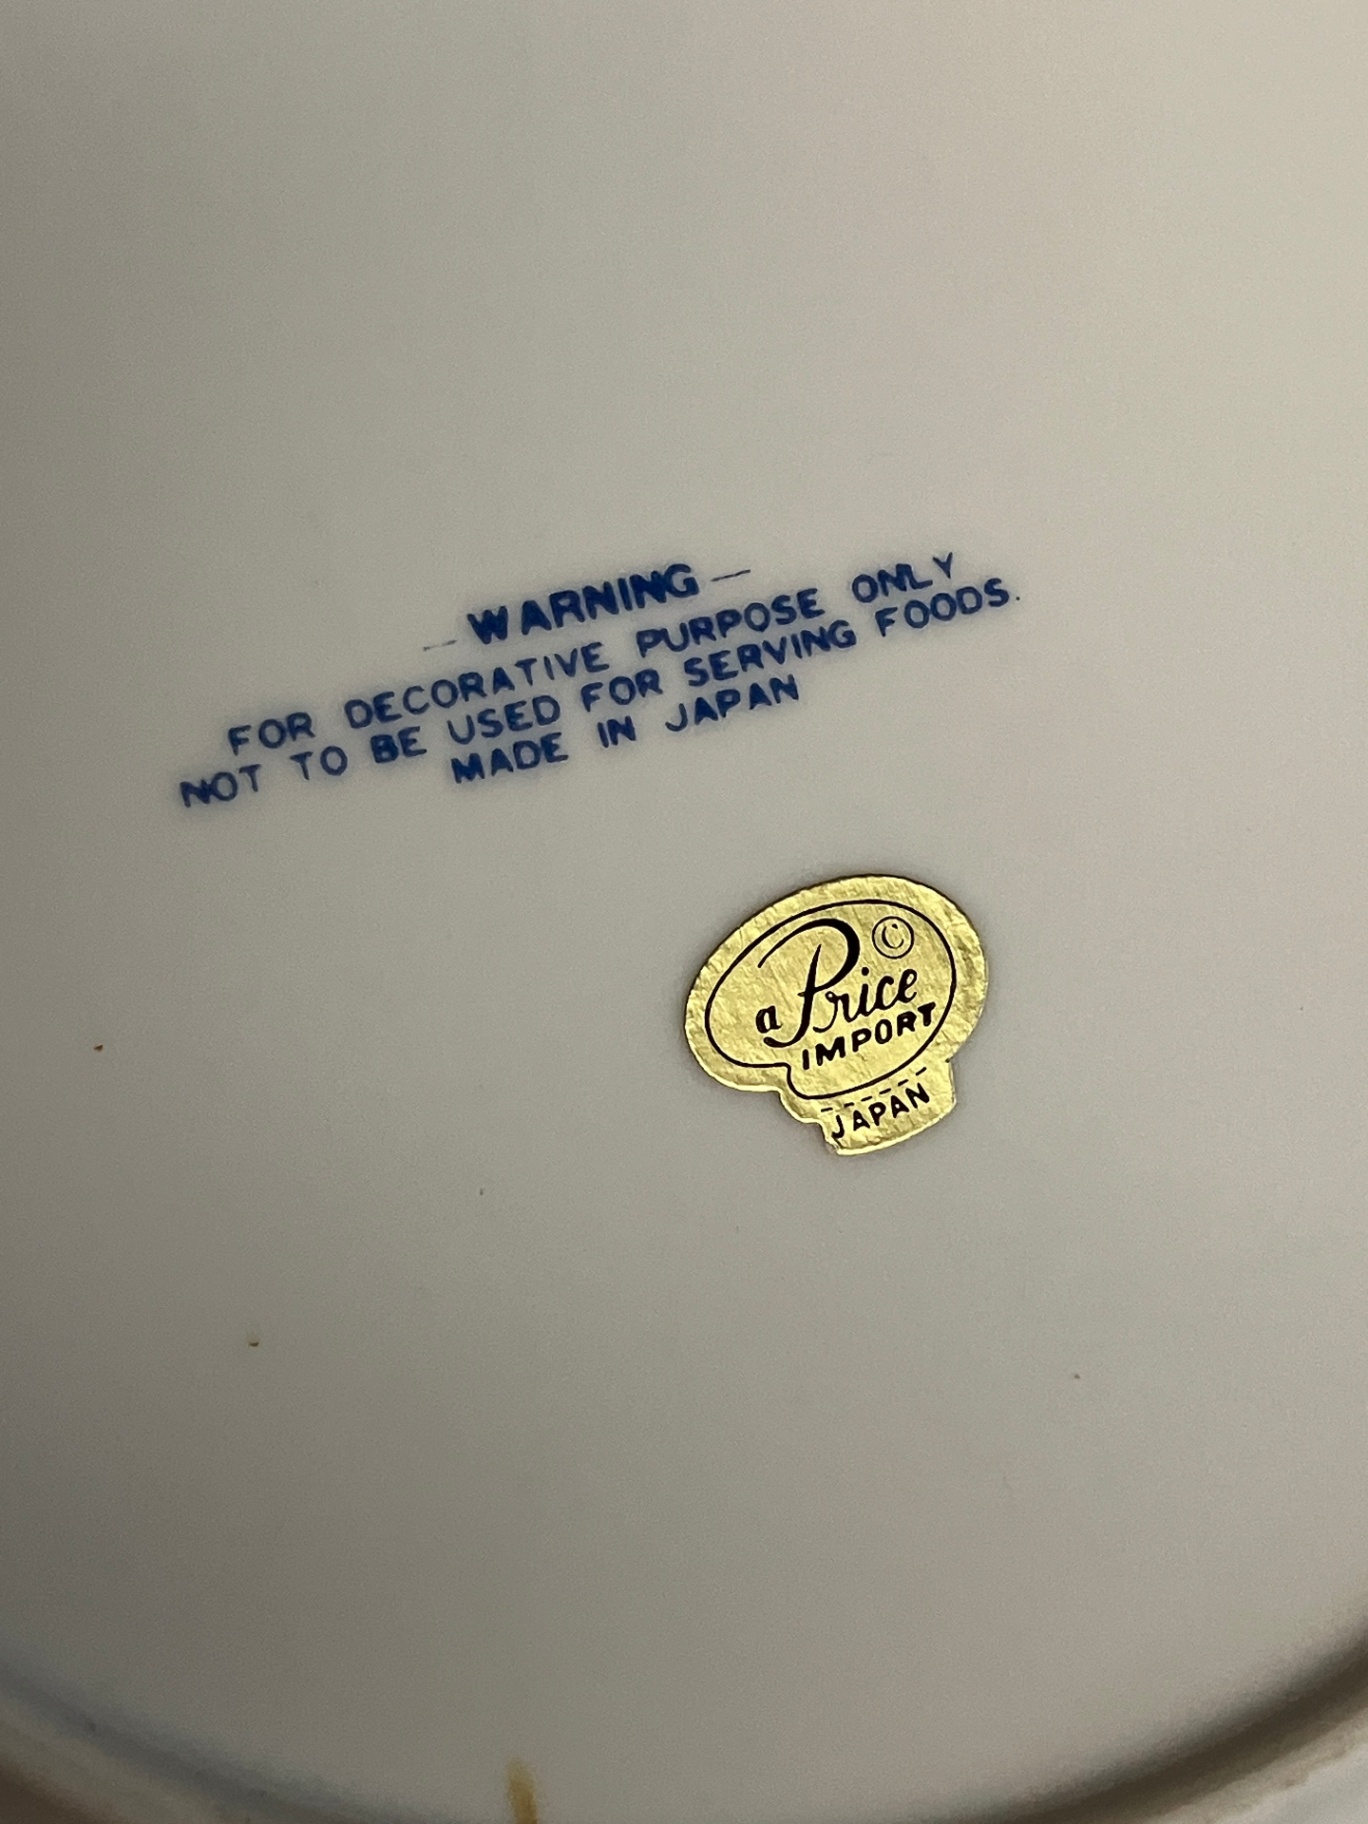 — WARNING —
FOR DECORATIVE PURPOSE ONLY
NOT TO BE USED FOR SERVING FOODS.
MADE IN JAPAN
©
a Price
IMPORT
JAPAN